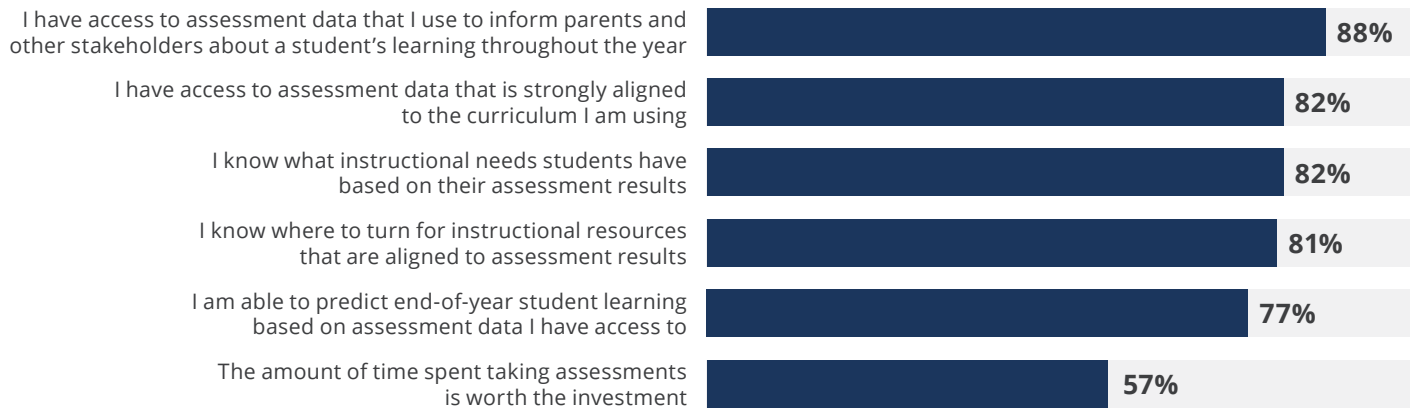 I have access to assessment data that I use to inform parents and
other stakeholders about a student’s learning throughout the year
88%
I have access to assessment data that is strongly aligned
to the curriculum I am using
82%
I know what instructional needs students have
based on their assessment results
82%
I know where to turn for instructional resources
that are aligned to assessment results
81%
I am able to predict end-of-year student learning
based on assessment data I have access to
77%
The amount of time spent taking assessments
is worth the investment
57%